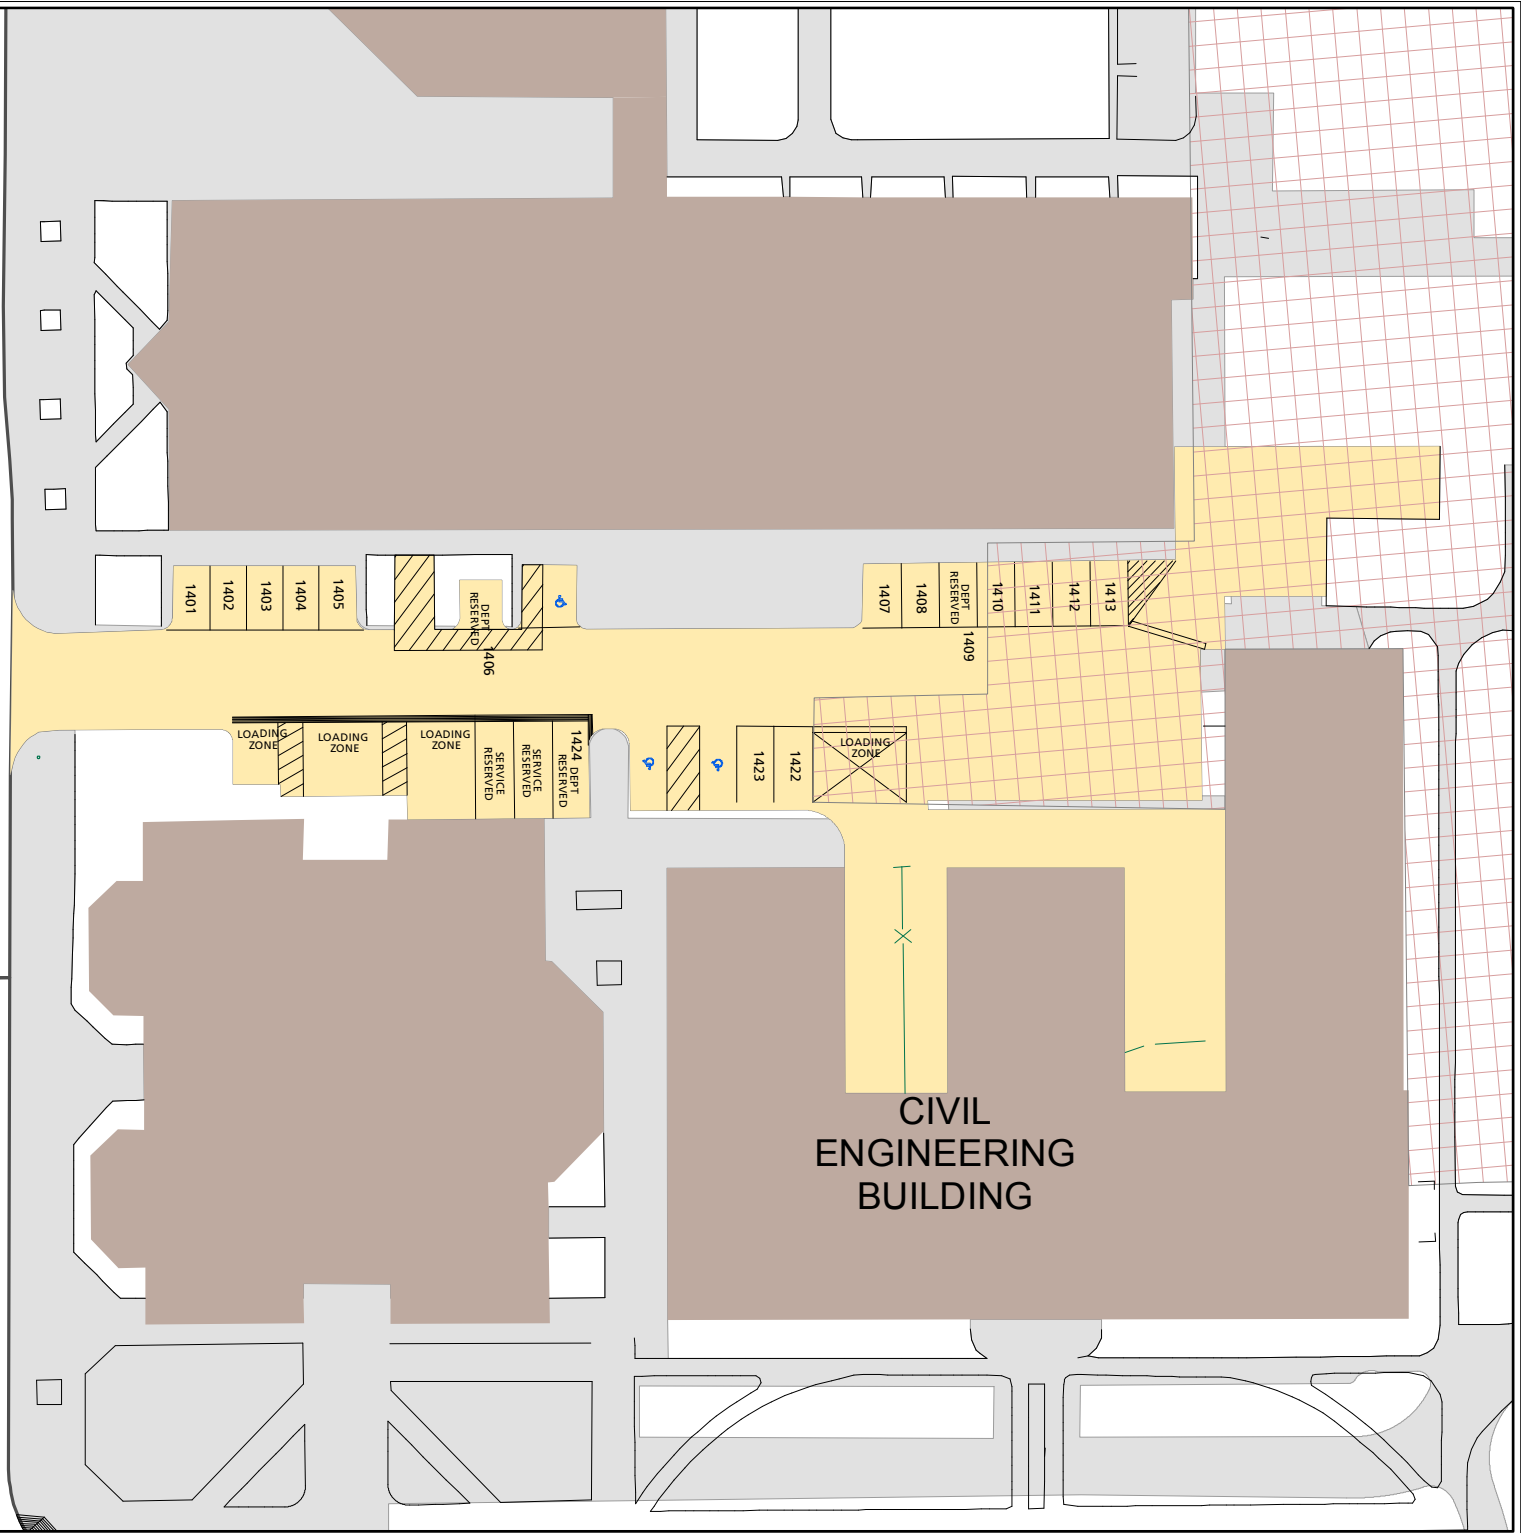 1401
1402
1403
1404
1405
DEPT
RESERVED
1406
1407
1408
DEPT
RESERVED
1409
1410
1411
1412
1413
LOADING
ZONE
LOADING
ZONE
LOADING
ZONE
SERVICE
RESERVED
SERVICE
RESERVED
1424 DEPT
RESERVED
1423
1422
LOADING
ZONE
CIVIL
ENGINEERING
BUILDING